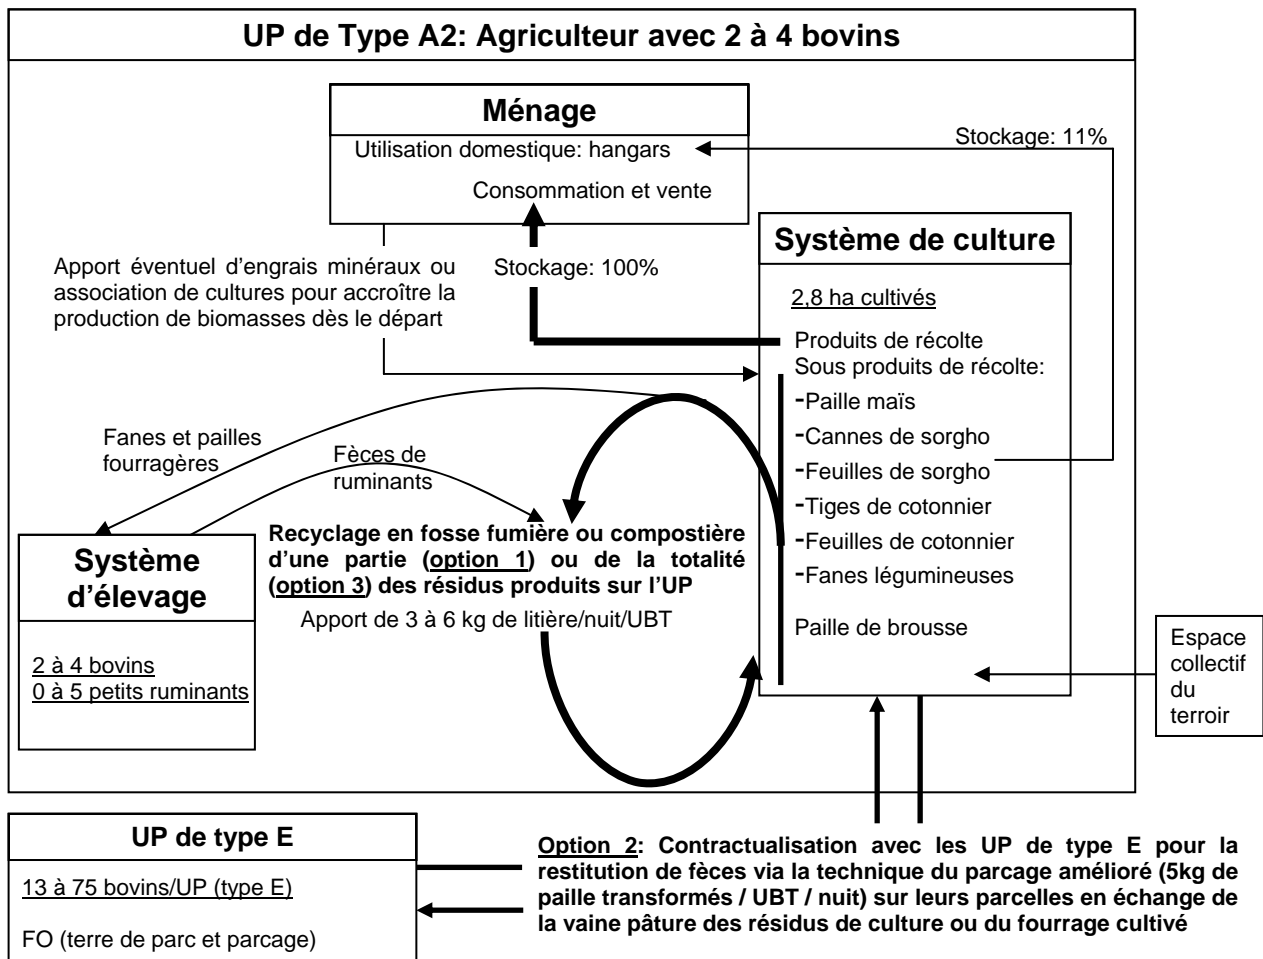 UP de Type A2: Agriculteur avec 2 à 4 bovins
Ménage
Utilisation domestique: hangars
Consommation et vente
Stockage: 11%
Stockage: 100%
Apport éventuel d’engrais minéraux ou
association de cultures pour accroître la
production de biomasses dès le départ
Système de culture
2,8 ha cultivés
Produits de récolte
Sous produits de récolte:
-Paille maïs
-Cannes de sorgho
-Feuilles de sorgho
-Tiges de cotonnier
-Feuilles de cotonnier
-Fanes légumineuses
Paille de brousse
Fanes et pailles
fourragères
Fèces de
ruminants
Recyclage en fosse fumière ou compostière
d’une partie (option 1) ou de la totalité
(option 3) des résidus produits sur l’UP
Apport de 3 à 6 kg de litière/nuit/UBT
Système
d’élevage
2 à 4 bovins
0 à 5 petits ruminants
Espace
collectif
du
terroir
UP de type E
13 à 75 bovins/UP (type E)
FO (terre de parc et parcage)
Option 2: Contractualisation avec les UP de type E pour la
restitution de fèces via la technique du parcage amélioré (5kg de
paille transformés / UBT / nuit) sur leurs parcelles en échange de
la vaine pâture des résidus de culture ou du fourrage cultivé